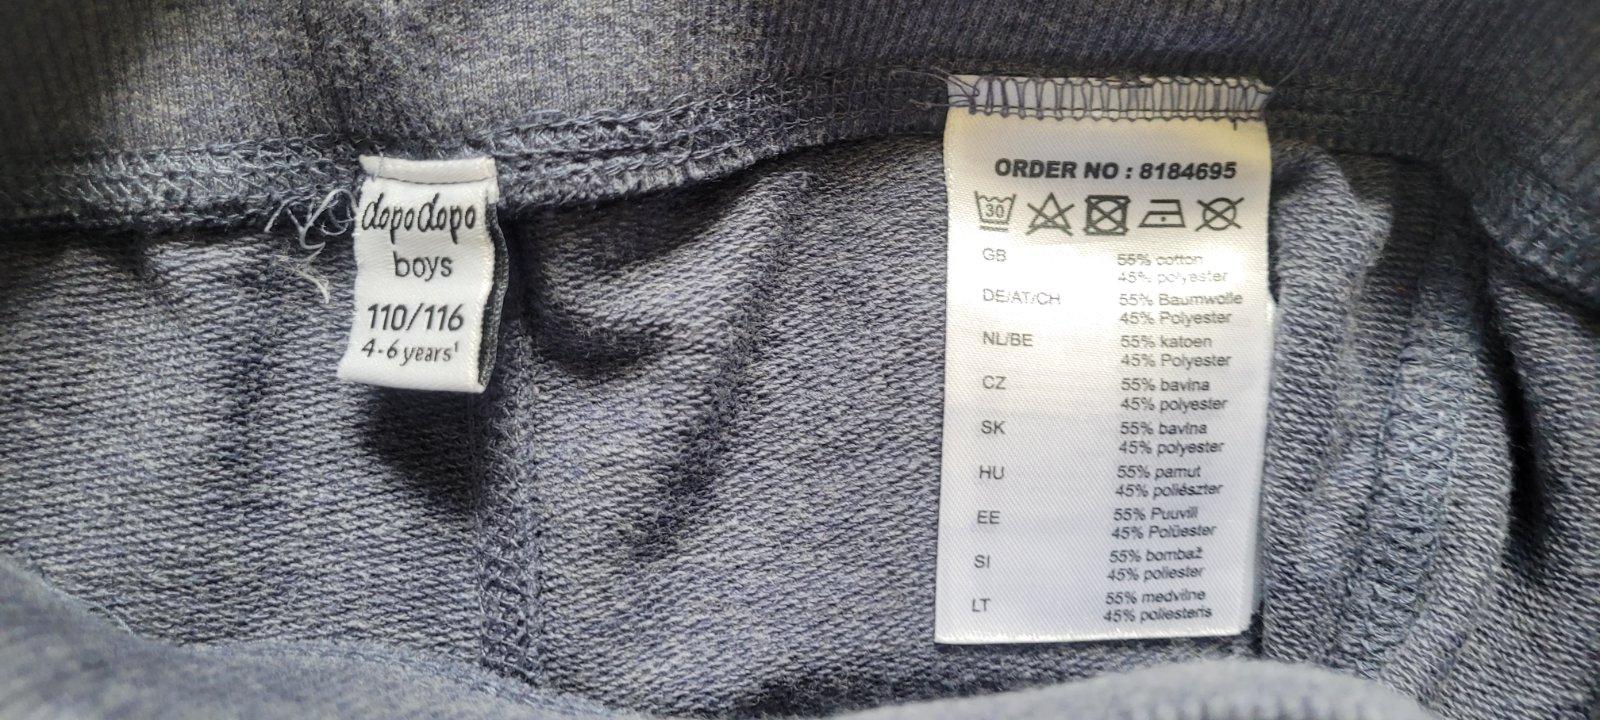 dopodopo
boys
110/116
4-6 years¹
ORDER NO : 8184695
30
GB 55% cotton
45% polyester
DE/AT/CH 55% Baumwolle
45% Polyester
NL/BE 55% katoen
45% Polyester
CZ 55% bavlna
45% polyester
SK 55% bavlna
45% polyester
HU 55% pamut
45% poliészter
EE 55% Puuvill
45% Polüester
SI 55% bombaž
45% poliester
LT 55% medvilne
45% poliesteris